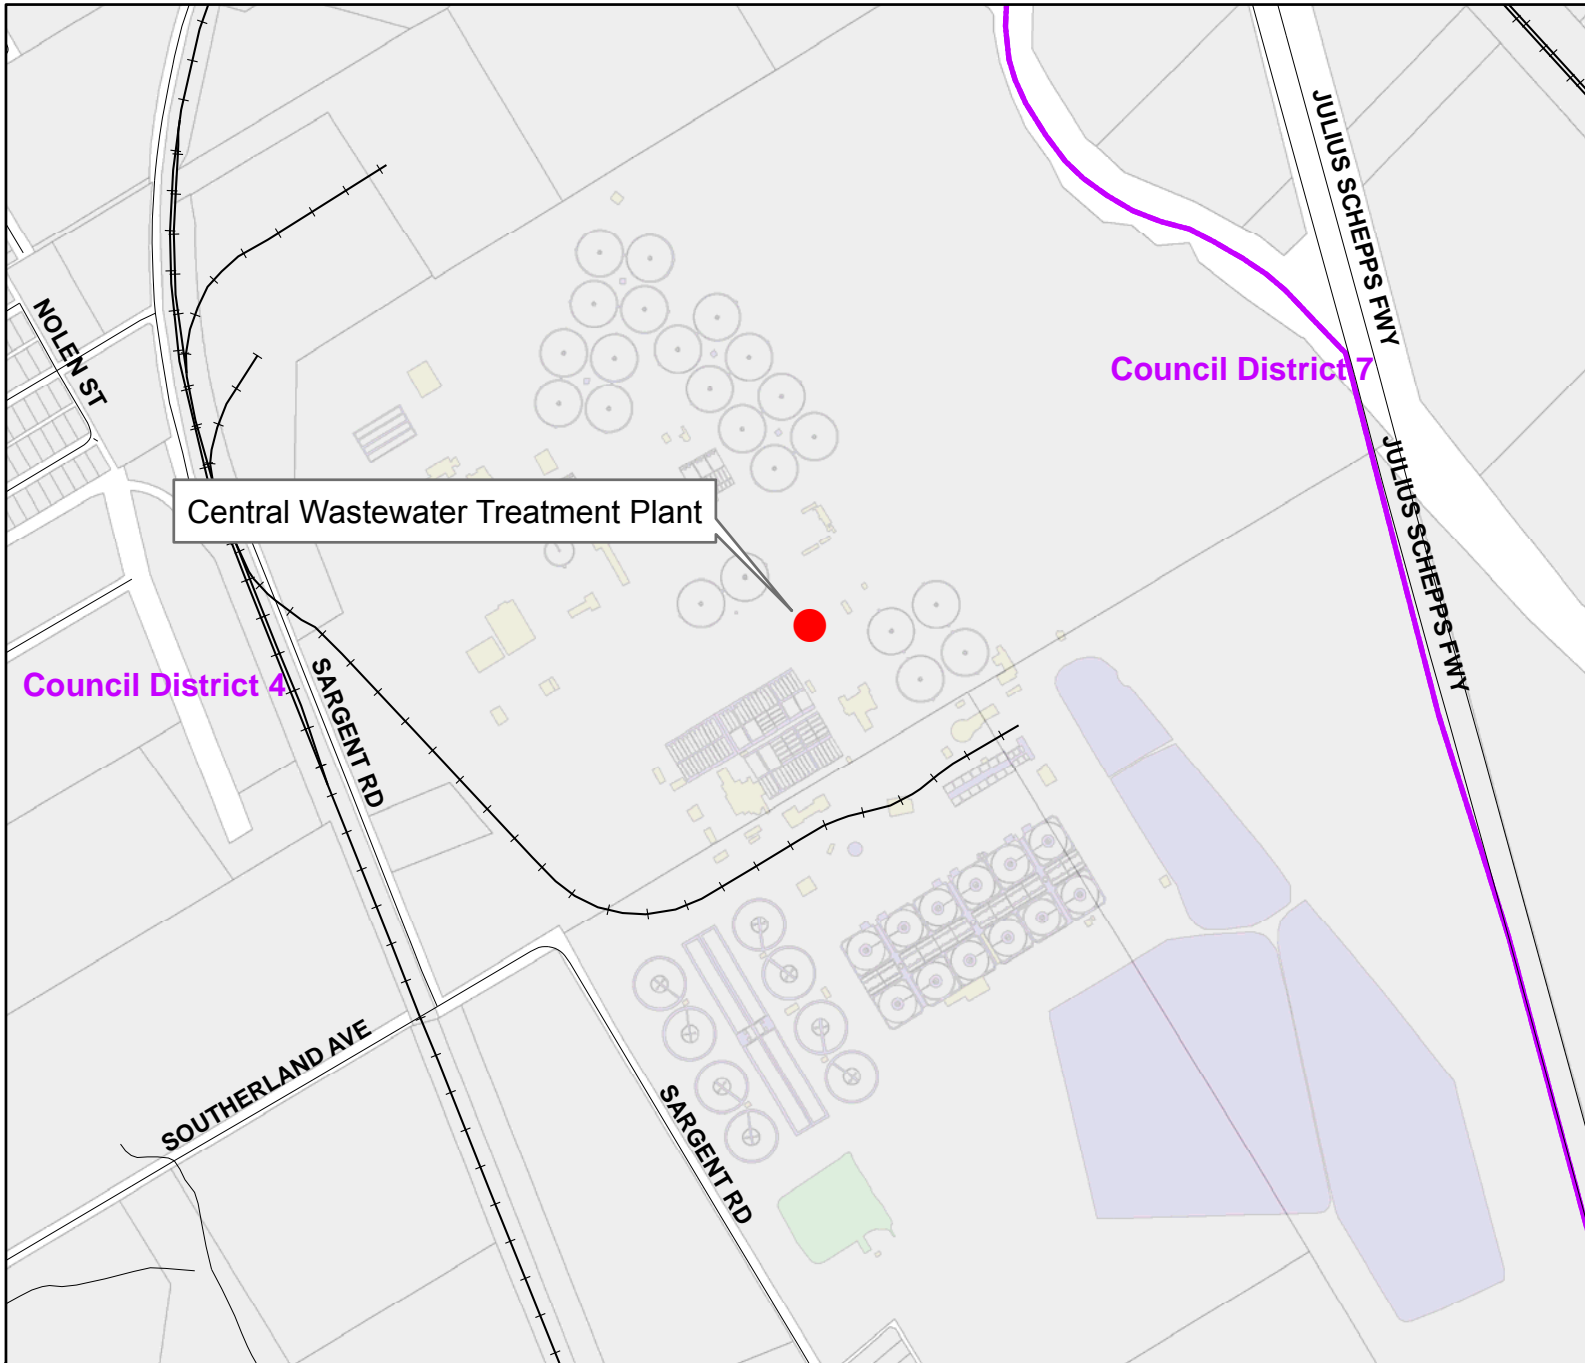 JULIUS SCHEPPS FWY
NOLEN ST
Council District 7
JULIUS SCHEPPS FWY
Central Wastewater Treatment Plant
Council District 4
SARGENT RD
SOUTHERLAND AVE
SARGENT RD